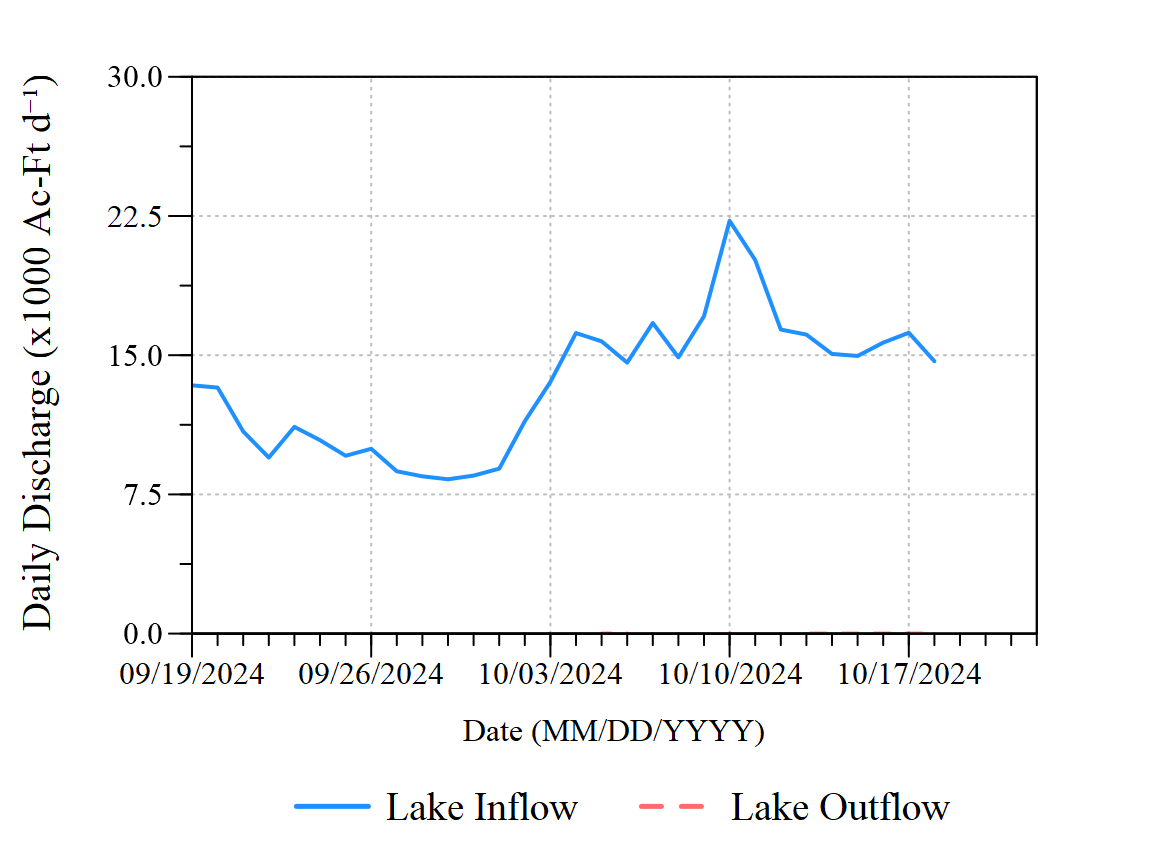 Daily Discharge (x1000 Ac-Ft d⁻¹)
30.0
22.5
15.0
7.5
0.0
09/19/2024 09/26/2024 10/03/2024 10/10/2024 10/17/2024
Date (MM/DD/YYYY)
Lake Inflow Lake Outflow